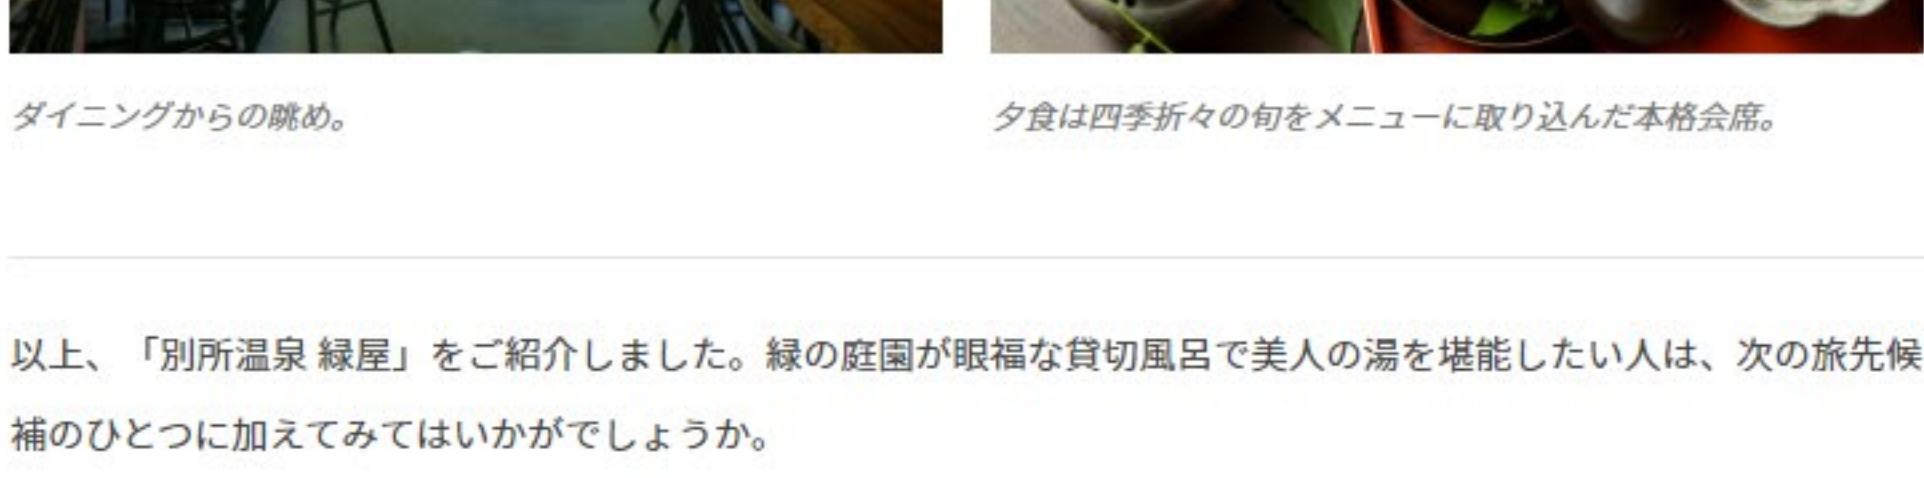 ダイニングからの眺め。
夕食は四季折々の旬をメニューに取り込んだ本格会席。
以上、「別所温泉 緑屋」をご紹介しました。緑の庭園が眼福な貸切風呂で美人の湯を堪能したい人は、次の旅先候
補のひとつに加えてみてはいかがでしょうか。